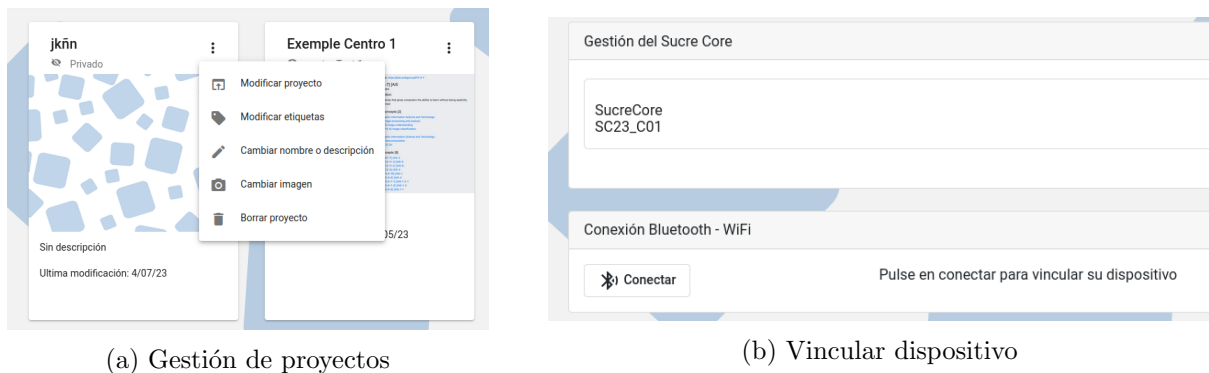 jkñn
Privado
Exemple Centro 1
Modificar proyecto
Modificar etiquetas
Cambiar nombre o descripción
Cambiar imagen
Borrar proyecto
Sin descripción
Ultima modificación: 4/07/23
05/23
(a) Gestión de proyectos
Gestión del Sucre Core
SucreCore
SC23_C01
Conexión Bluetooth - WiFi
Conectar
Pulse en conectar para vincular su dispositivo
(b) Vincular dispositivo